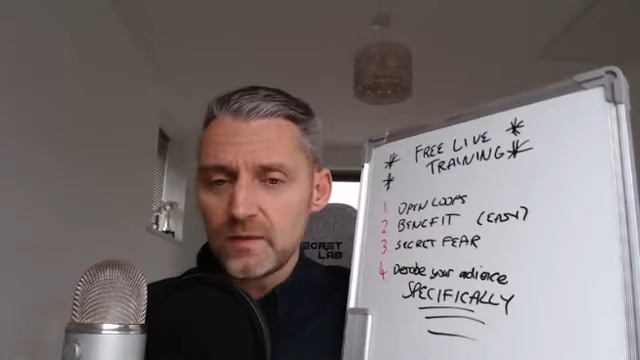 * FREE LIVE *
* TRAINING *
1 OPEN LOOPS
2 BENEFIT (EASY)
3 SECRET FEAR
4 Describe your audience
SPECIFICALLY
SECRET
LAB